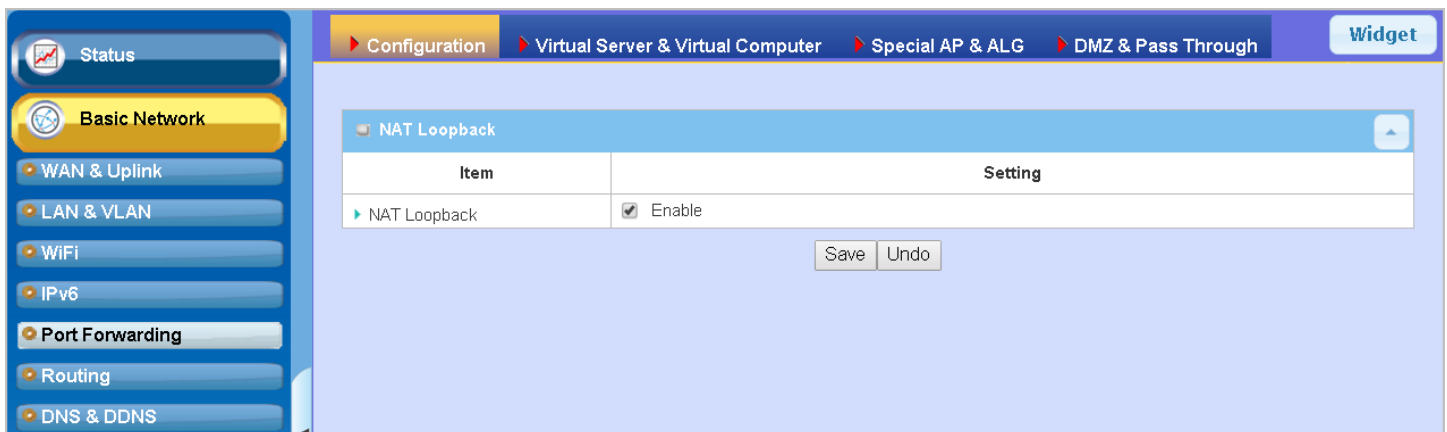 Status
Basic Network
WAN & Uplink
LAN & VLAN
WiFi
IPv6
Port Forwarding
Routing
DNS & DDNS
Configuration
Virtual Server & Virtual Computer
Special AP & ALG
DMZ & Pass Through
Widget
NAT Loopback
Item
Setting
NAT Loopback
Enable
Save
Undo